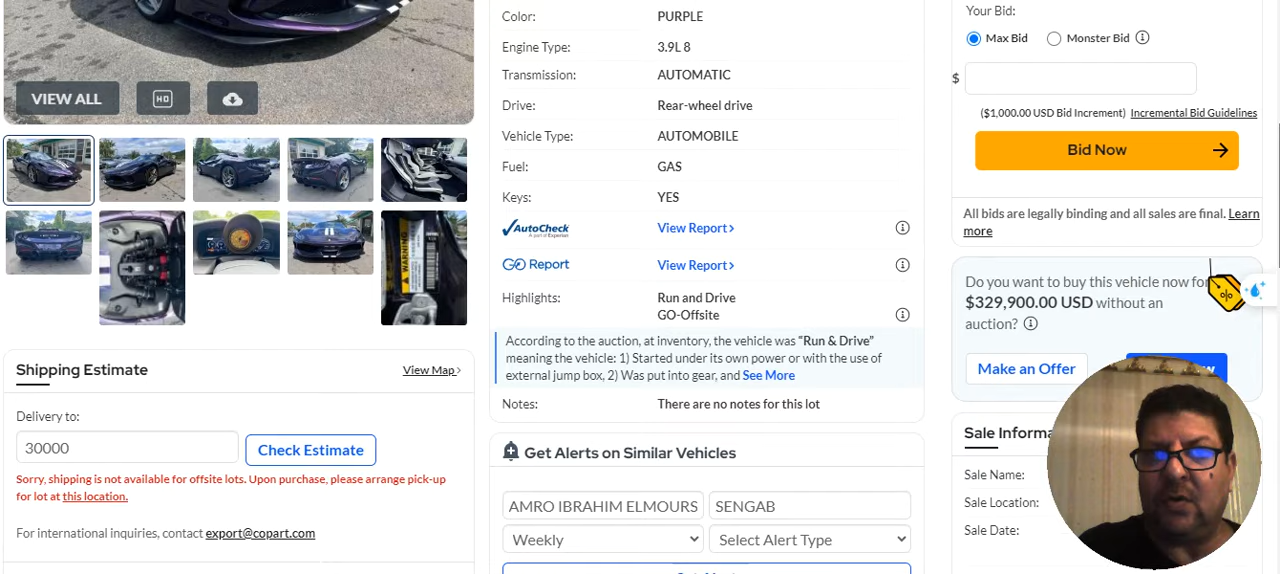 VIEW ALL
HD
Color: PURPLE
Engine Type: 3.9L 8
Transmission: AUTOMATIC
Drive: Rear-wheel drive
Vehicle Type: AUTOMOBILE
Fuel: GAS
Keys: YES
AutoCheck View Report>
GO Report View Report>
Highlights: Run and Drive
GO-Offsite
According to the auction, at inventory, the vehicle was “Run & Drive”
meaning the vehicle: 1) Started under its own power or with the use of
external jump box, 2) Was put into gear, and See More
Notes: There are no notes for this lot
Shipping Estimate View Map>
Delivery to:
30000 Check Estimate
Sorry, shipping is not available for offsite lots. Upon purchase, please arrange pick-up
for lot at this location.
For international inquiries, contact export@copart.com
Get Alerts on Similar Vehicles
AMRO IBRAHIM ELMOURS SENGAB
Weekly Select Alert Type
Your Bid:
Max Bid Monster Bid
$
($1,000.00 USD Bid Increment) Incremental Bid Guidelines
Bid Now
All bids are legally binding and all sales are final. Learn
more
Do you want to buy this vehicle now for
$329,900.00 USD without an
auction?
Make an Offer
Sale Informa
Sale Name:
Sale Location:
Sale Date:
WARNING